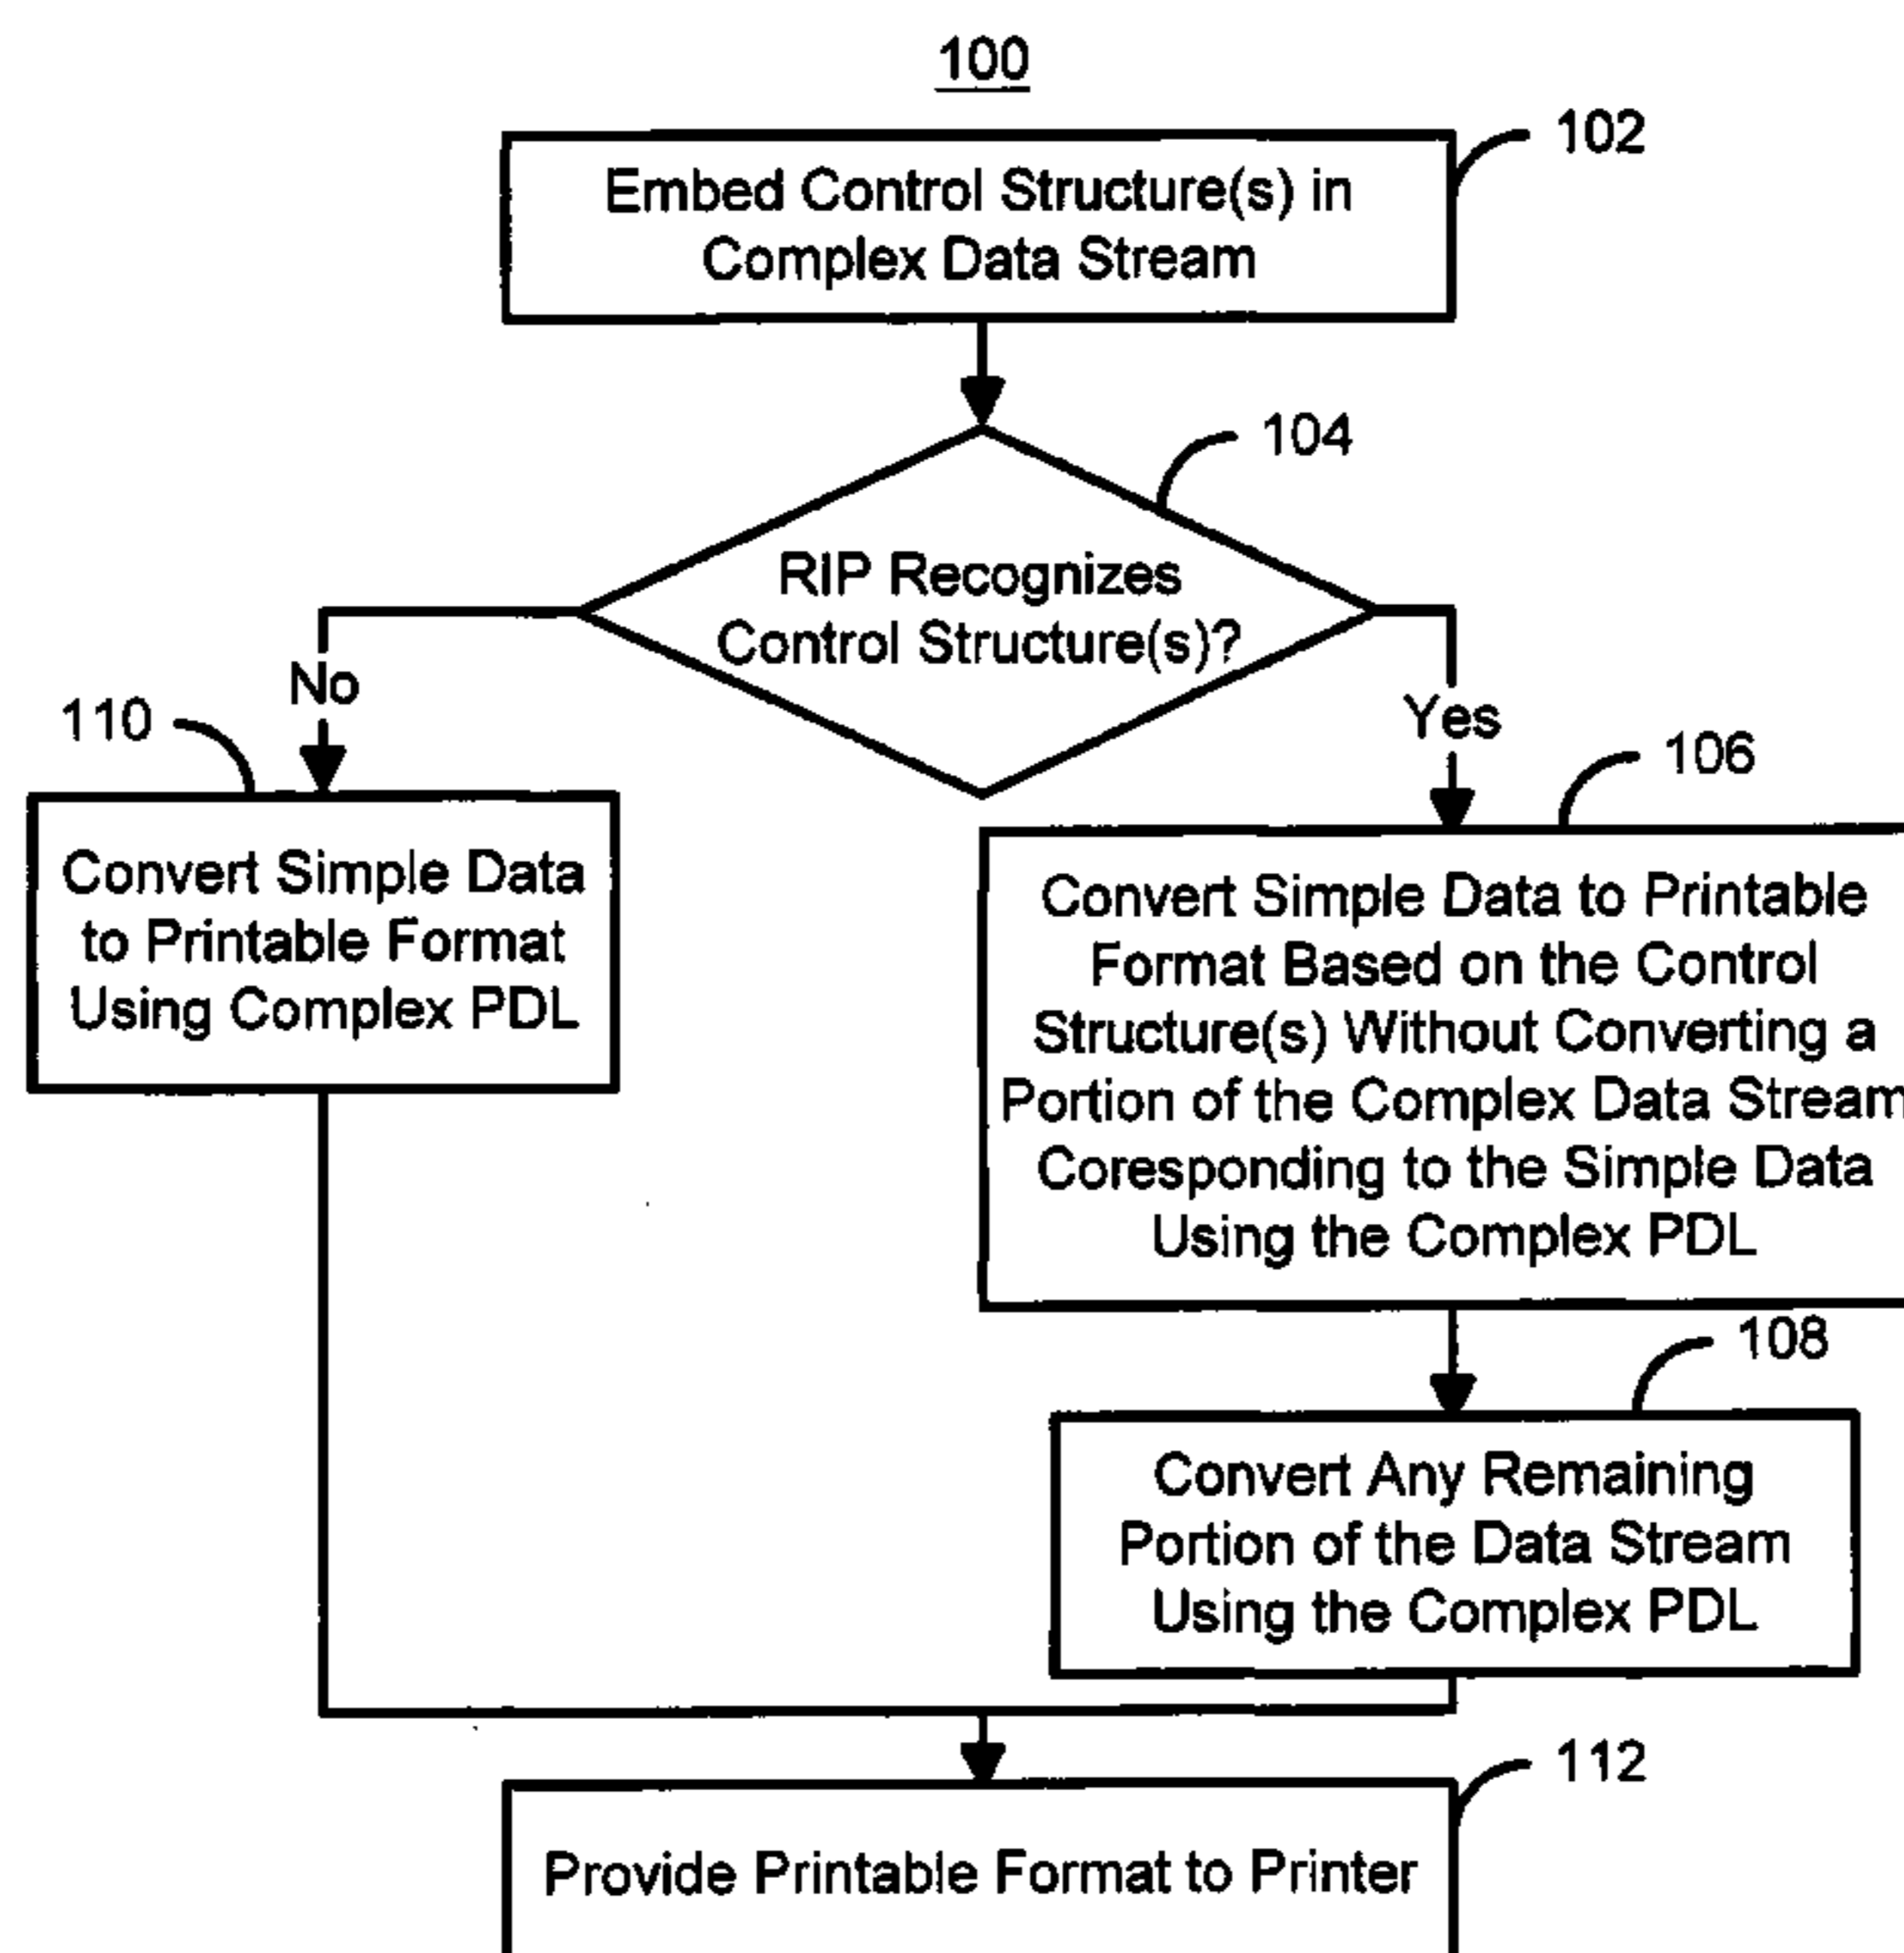 100
102
Embed Control Structure(s) in
Complex Data Stream
104
RIP Recognizes
Control Structure(s)?
No
Yes
110
Convert Simple Data
to Printable Format
Using Complex PDL
106
Convert Simple Data to Printable
Format Based on the Control
Structure(s) Without Converting a
Portion of the Complex Data Stream
Coresponding to the Simple Data
Using the Complex PDL
108
Convert Any Remaining
Portion of the Data Stream
Using the Complex PDL
112
Provide Printable Format to Printer